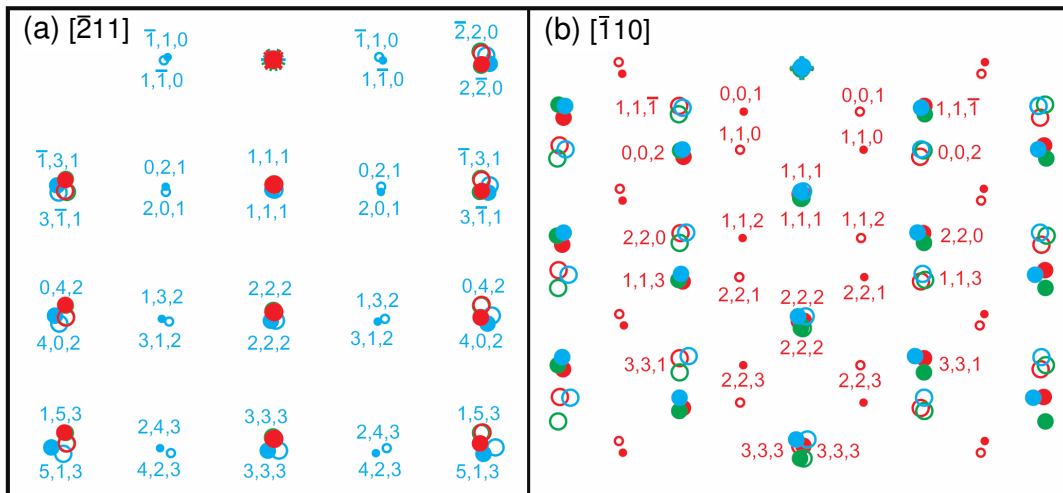 (a) [2̅11]
1̅,1,0 1̅,1,0 2̅,2,0
1,1̅,0 1,1̅,0 2,2̅,0
1̅,3,1 0,2,1 1,1,1 0,2,1 1̅,3,1
3,1̅,1 2,0,1 1,1,1 2,0,1 3,1̅,1
0,4,2 1,3,2 2,2,2 1,3,2 0,4,2
4,0,2 3,1,2 2,2,2 3,1,2 4,0,2
1,5,3 2,4,3 3,3,3 2,4,3 1,5,3
5,1,3 4,2,3 3,3,3 4,2,3 5,1,3
(b) [1̅10]
1,1,1̅ 0,0,1 0,0,1 1,1,1̅
1,1,0 1,1,0
0,0,2 0,0,2
1,1,1
1,1,2 1,1,1 1,1,2
2,2,0 2,2,0
1,1,3 1,1,3
2,2,1 2,2,2 2,2,1
2,2,2
3,3,1 3,3,1
2,2,3 2,2,3
3,3,3 3,3,3